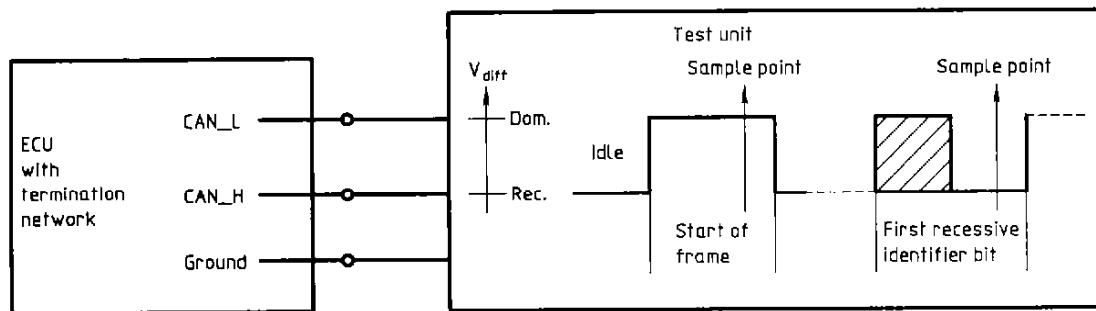 Test unit
V diff
Sample point
Sample point
CAN_L
Dom.
ECU
with
termination
network
Idle
CAN_H
Rec.
Ground
Start of
frame
First recessive
identifier bit